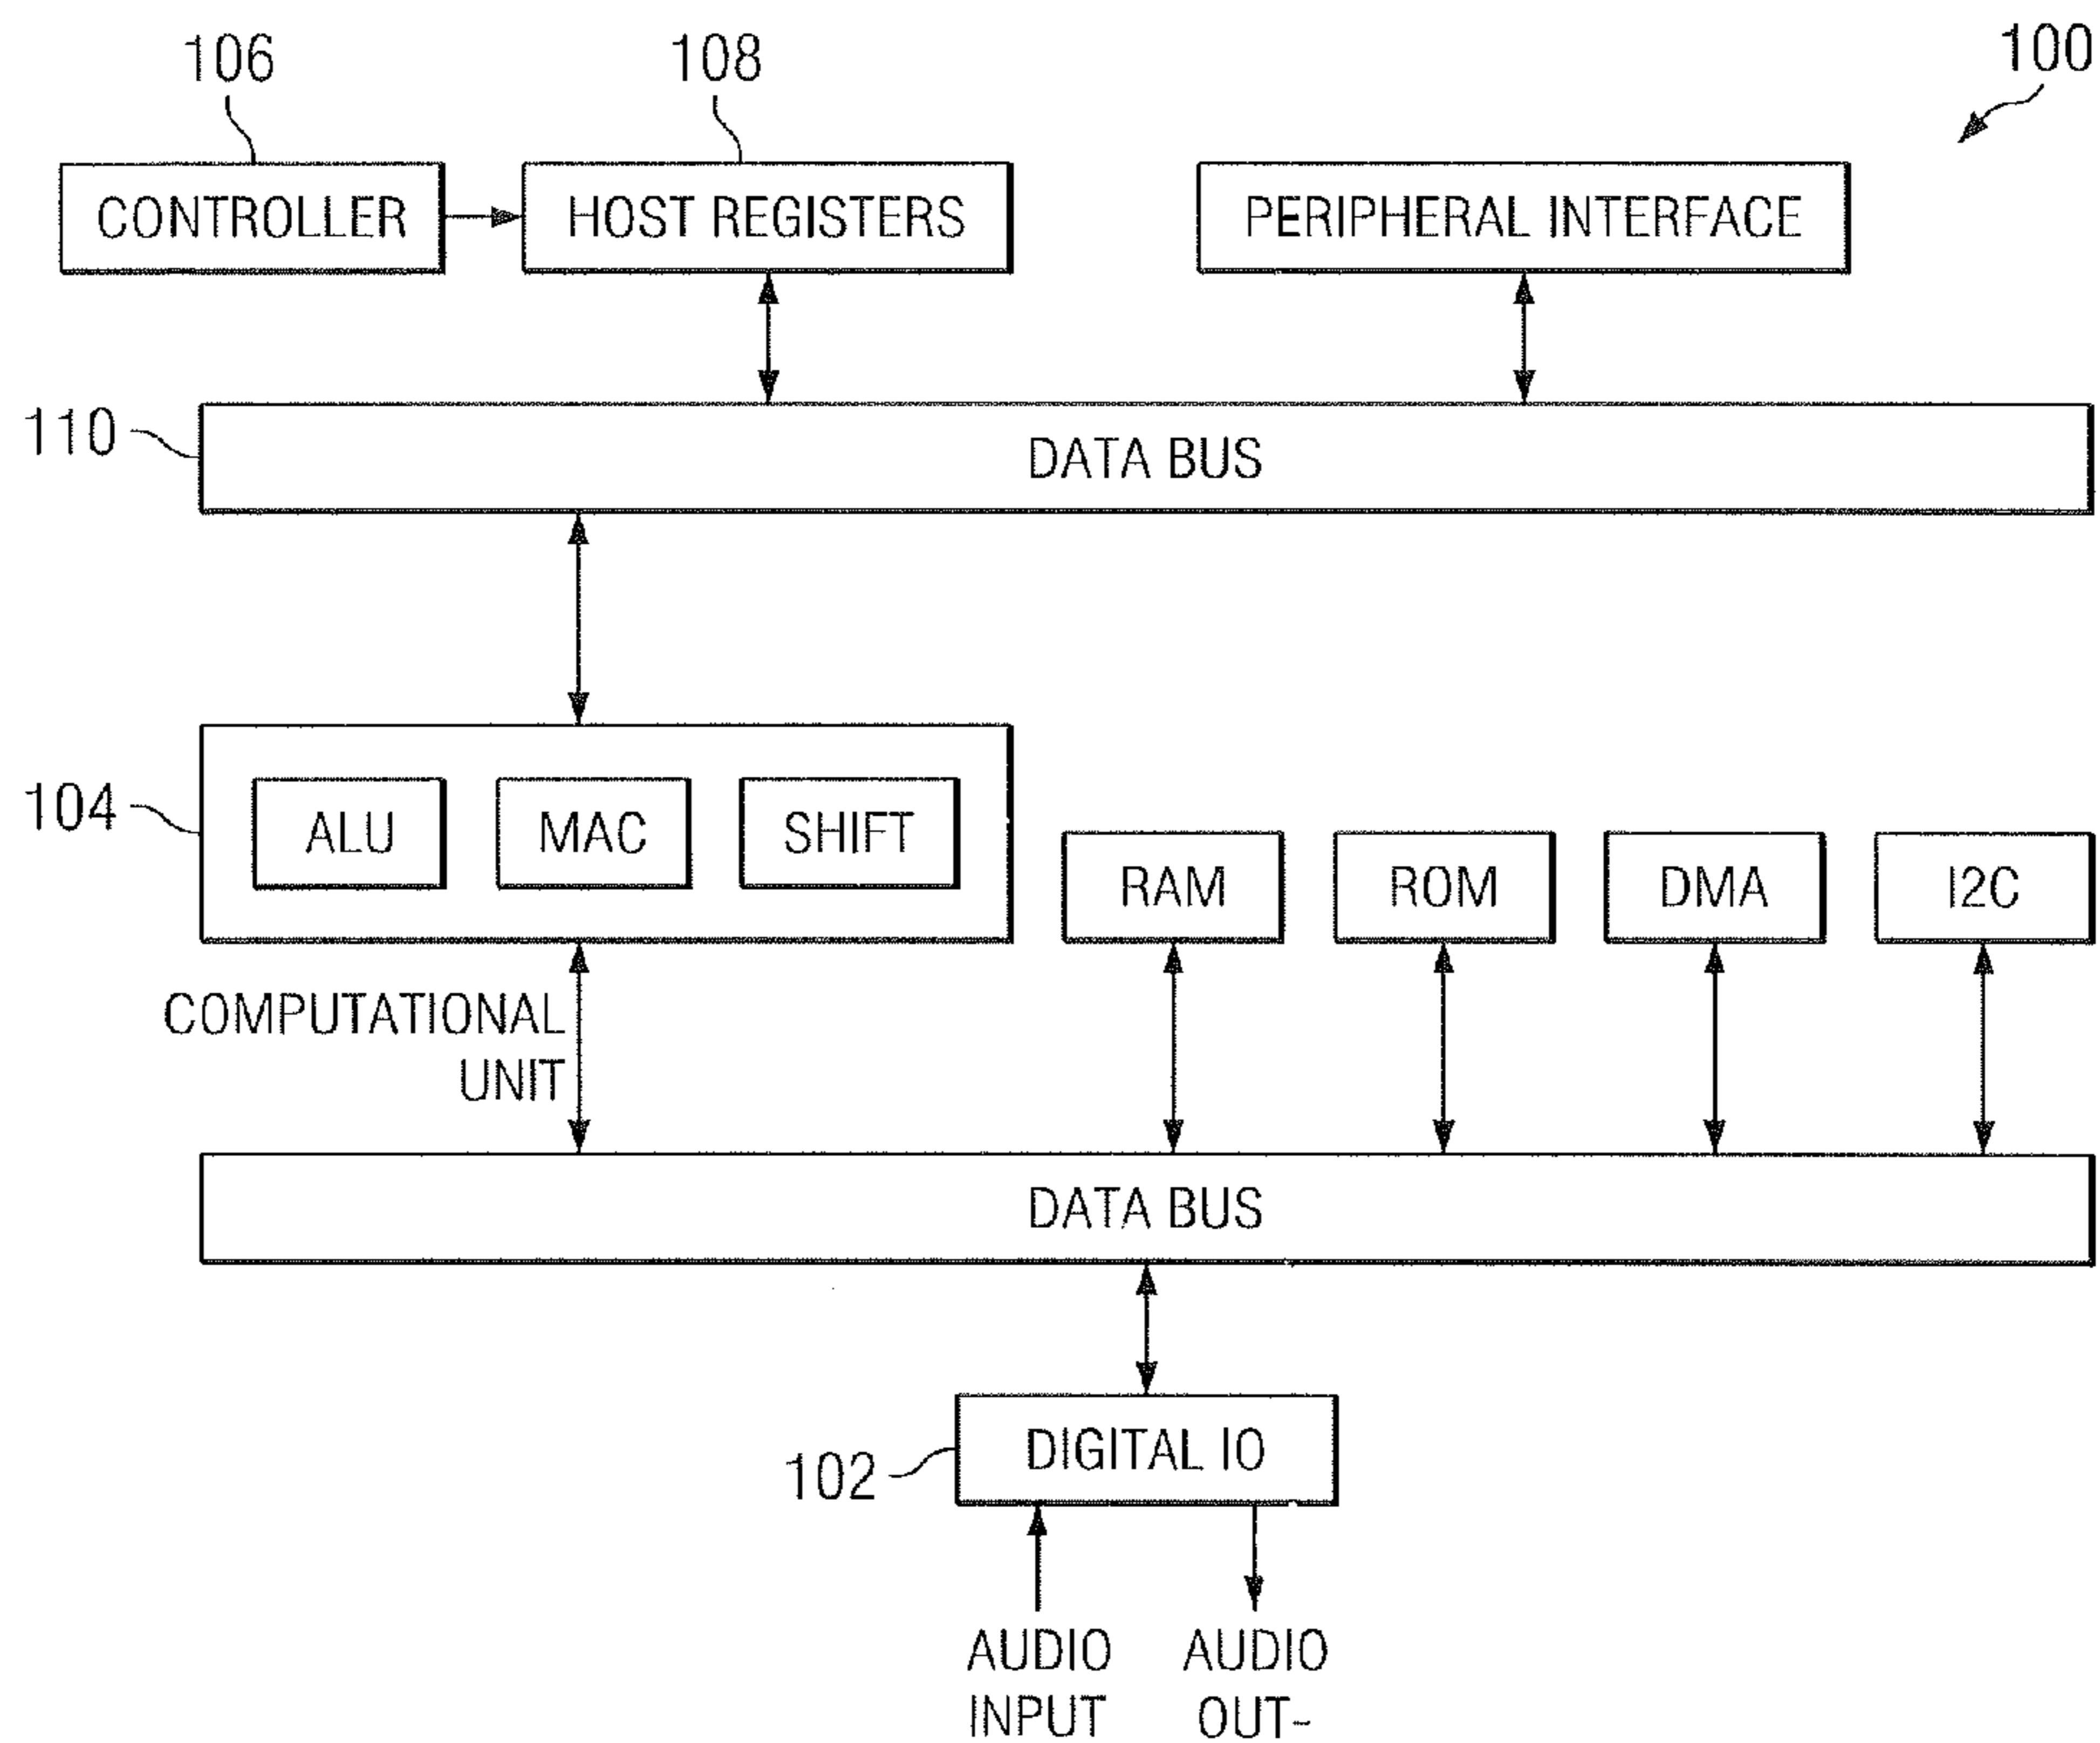 106
108
100
CONTROLLER
HOST REGISTERS
PERIPHERAL INTERFACE
110
DATA BUS
104
ALU
MAC
SHIFT
RAM
ROM
DMA
I2C
COMPUTATIONAL
UNIT
DATA BUS
102
DIGITAL IO
AUDIO
INPUT
AUDIO
OUT-